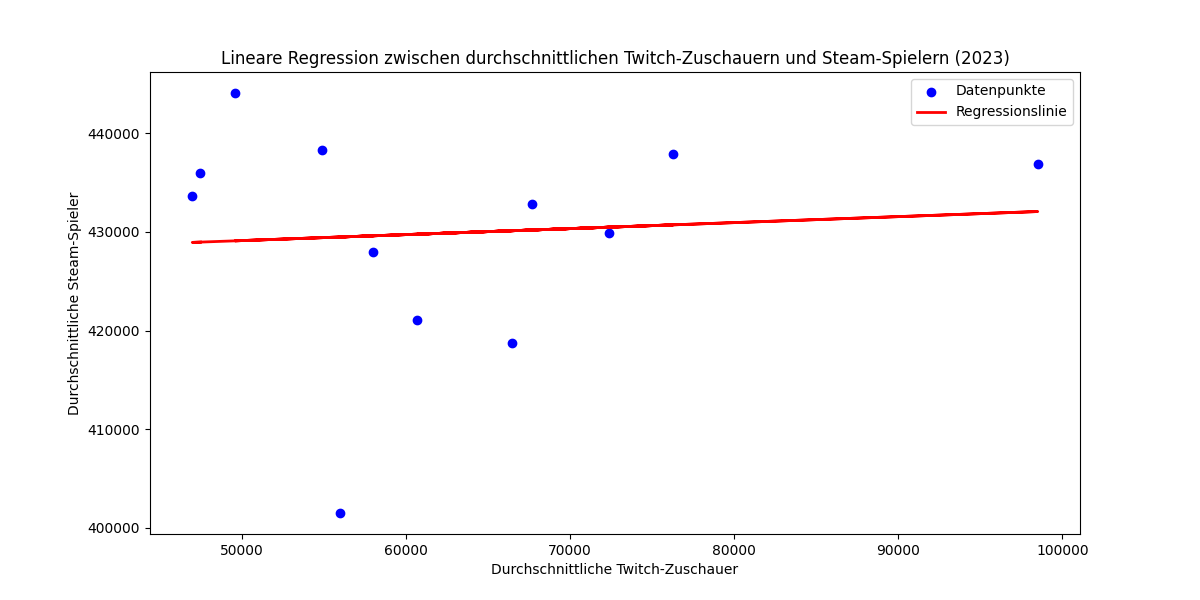 Lineare Regression zwischen durchschnittlichen Twitch-Zuschauern und Steam-Spielern (2023)
Datenpunkte
Regressionslinie
Durchschnittliche Steam-Spieler
440000
430000
420000
410000
400000
50000 60000 70000 80000 90000 100000
Durchschnittliche Twitch-Zuschauer